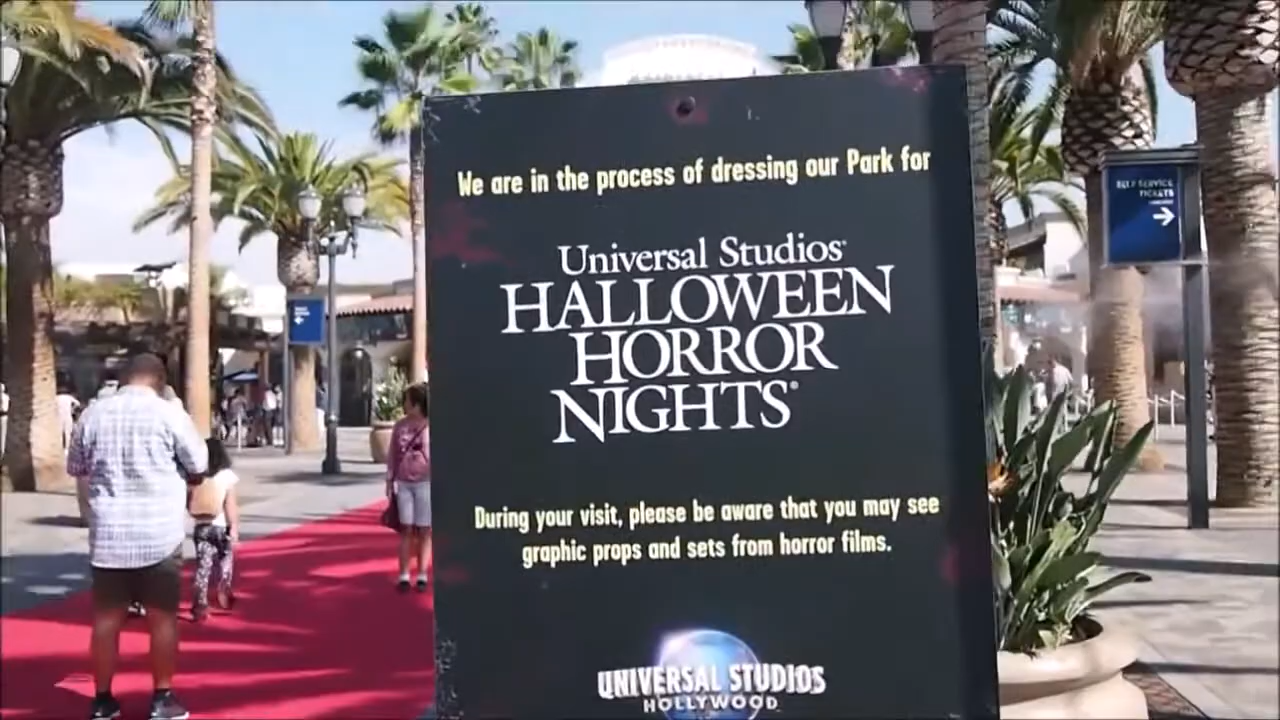 We are in the process of dressing our Park for
Universal Studios
HALLOWEEN
HORROR
NIGHTS®
During your visit, please be aware that you may see
graphic props and sets from horror films.
UNIVERSAL STUDIOS
HOLLYWOOD
SELF SERVICE
TICKETS